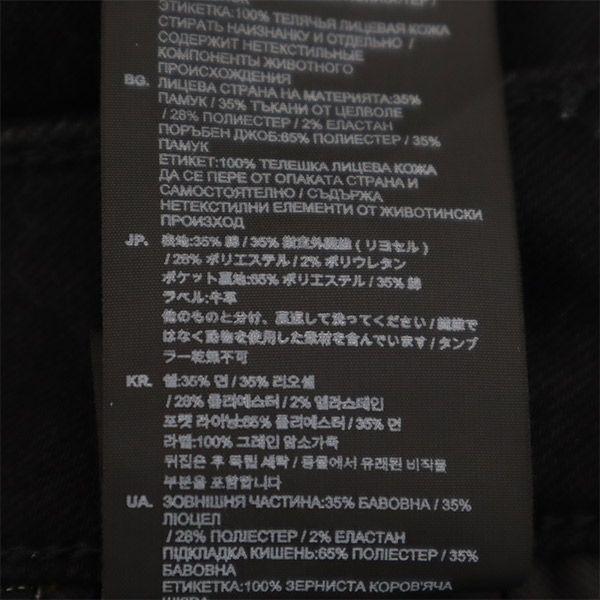 ЭТИКЕТКА:100% ТЕЛЯЧЬЯ ЛИЦЕВАЯ КОЖА
СТИРАТЬ НАИЗНАНКУ И ОТДЕЛЬНО /
СОДЕРЖИТ НЕТЕКСТИЛЬНЫЕ
КОМПОНЕНТЫ ЖИВОТНОГО
ПРОИСХОЖДЕНИЯ
BG. ЛИЦЕВА СТРАНА НА МАТЕРИЯТА:35%
ПАМУК / 35% ТЪКАНИ ОТ ЦЕЛВОЛЕ
/ 28% ПОЛИЕСТЕР / 2% ЕЛАСТАН
ПОРЪБЕН ДЖОБ:65% ПОЛИЕСТЕР / 35%
ПАМУК
ЕТИКЕТ:100% ТЕЛЕШКА ЛИЦЕВА КОЖА
ДА СЕ ПЕРЕ ОТ ОПАКАТА СТРАНА И
САМОСТОЯТЕЛНО / СЪДЪРЖА
НЕТЕКСТИЛНИ ЕЛЕМЕНТИ ОТ ЖИВОТИНСКИ
ПРОИЗХОД
JP. 表地:35% 綿 / 35% 指定外繊維 (リヨセル)
/ 28% ポリエステル / 2% ポリウレタン
ポケット裏地:65% ポリエステル / 35% 綿
ラベル:牛革
他のものと分け、裏返して洗ってください / 繊維で
はなく動物を使用した素材を含んでいます / タンブ
ラー乾燥不可
KR. 쉘:35% 면 / 35% 리오셀
/ 28% 폴리에스터 / 2% 엘라스테인
포켓 라이닝:65% 폴리에스터 / 35% 면
라벨:100% 그레인 암소가죽
뒤집은 후 특립 세탁 / 동물에서 유래된 비직물
부분을 포함합니다
UA. ЗОВНІШНЯ ЧАСТИНА:35% БАВОВНА / 35%
ЛІОЦЕЛ
/ 28% ПОЛІЕСТЕР / 2% ЕЛАСТАН
ПІДКЛАДКА КИШЕНЬ:65% ПОЛІЕСТЕР / 35%
БАВОВНА
ЕТИКЕТКА:100% ЗЕРНИСТА КОРОВ'ЯЧА